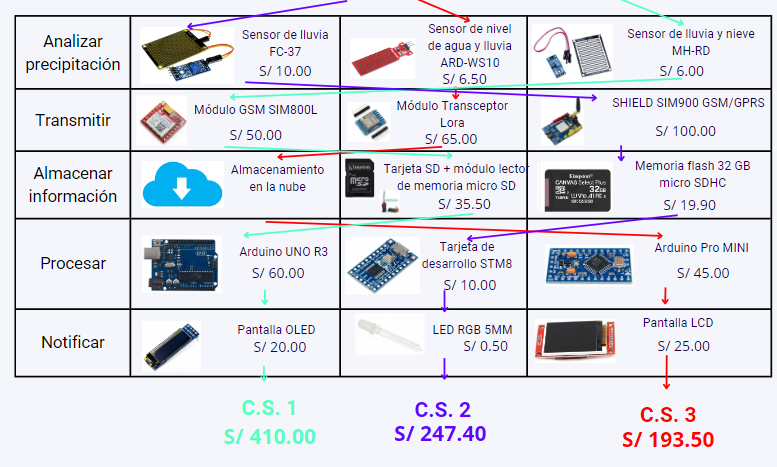 Analizar
precipitación
Sensor de lluvia
FC-37
S/ 10.00
Sensor de nivel
de agua y lluvia
ARD-WS10
S/ 6.50
Sensor de lluvia y nieve
MH-RD
S/ 6.00
Transmitir
Módulo GSM SIM800L
S/ 50.00
Módulo Transceptor
Lora
S/ 65.00
SHIELD SIM900 GSM/GPRS
S/ 100.00
Almacenar
información
Almacenamiento
en la nube
Tarjeta SD + módulo lector
de memoria micro SD
S/ 35.50
Memoria flash 32 GB
micro SDHC
S/ 19.90
Procesar
Arduino UNO R3
S/ 60.00
Tarjeta de
desarrollo STM8
S/ 10.00
Arduino Pro MINI
S/ 45.00
Notificar
Pantalla OLED
S/ 20.00
LED RGB 5MM
S/ 0.50
Pantalla LCD
S/ 25.00
C.S. 1
S/ 410.00
C.S. 2
S/ 247.40
C.S. 3
S/ 193.50